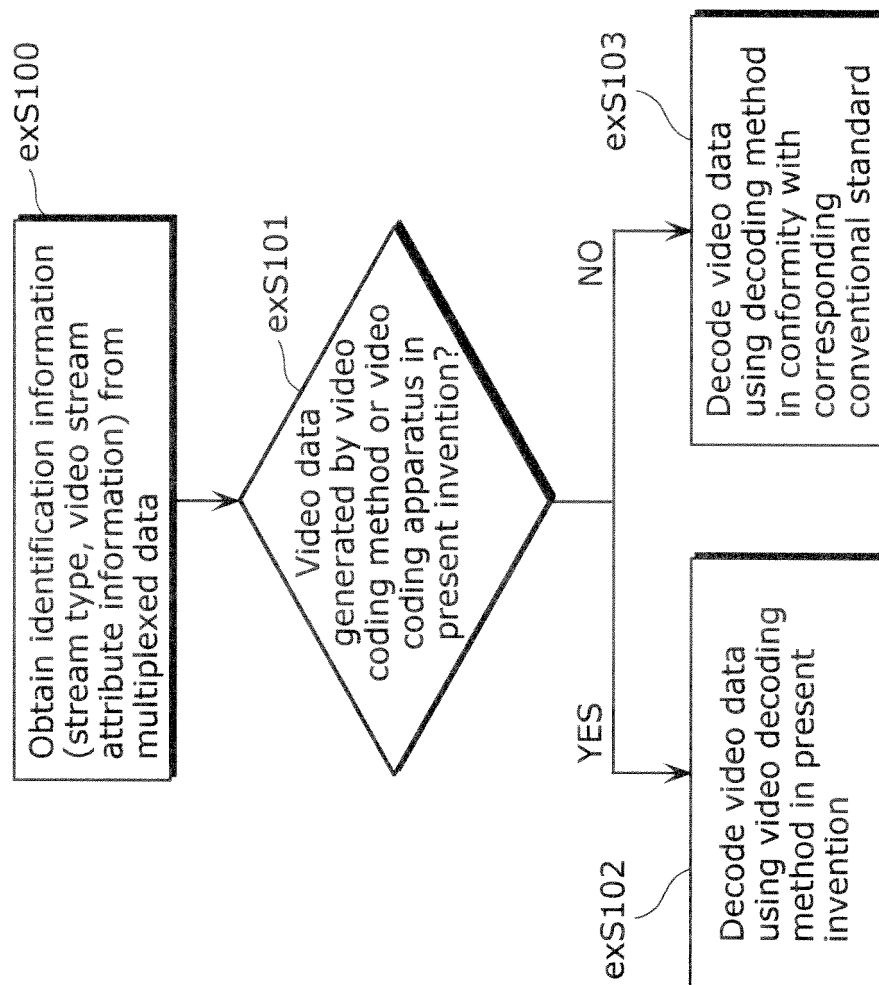 exS100
Obtain identification information
(stream type, video stream
attribute information) from
multiplexed data
exS101
Video data
generated by video
coding method or video
coding apparatus in
present invention?
YES
NO
exS102
Decode video data
using video decoding
method in present
invention
exS103
Decode video data
using decoding method
in conformity with
corresponding
conventional standard